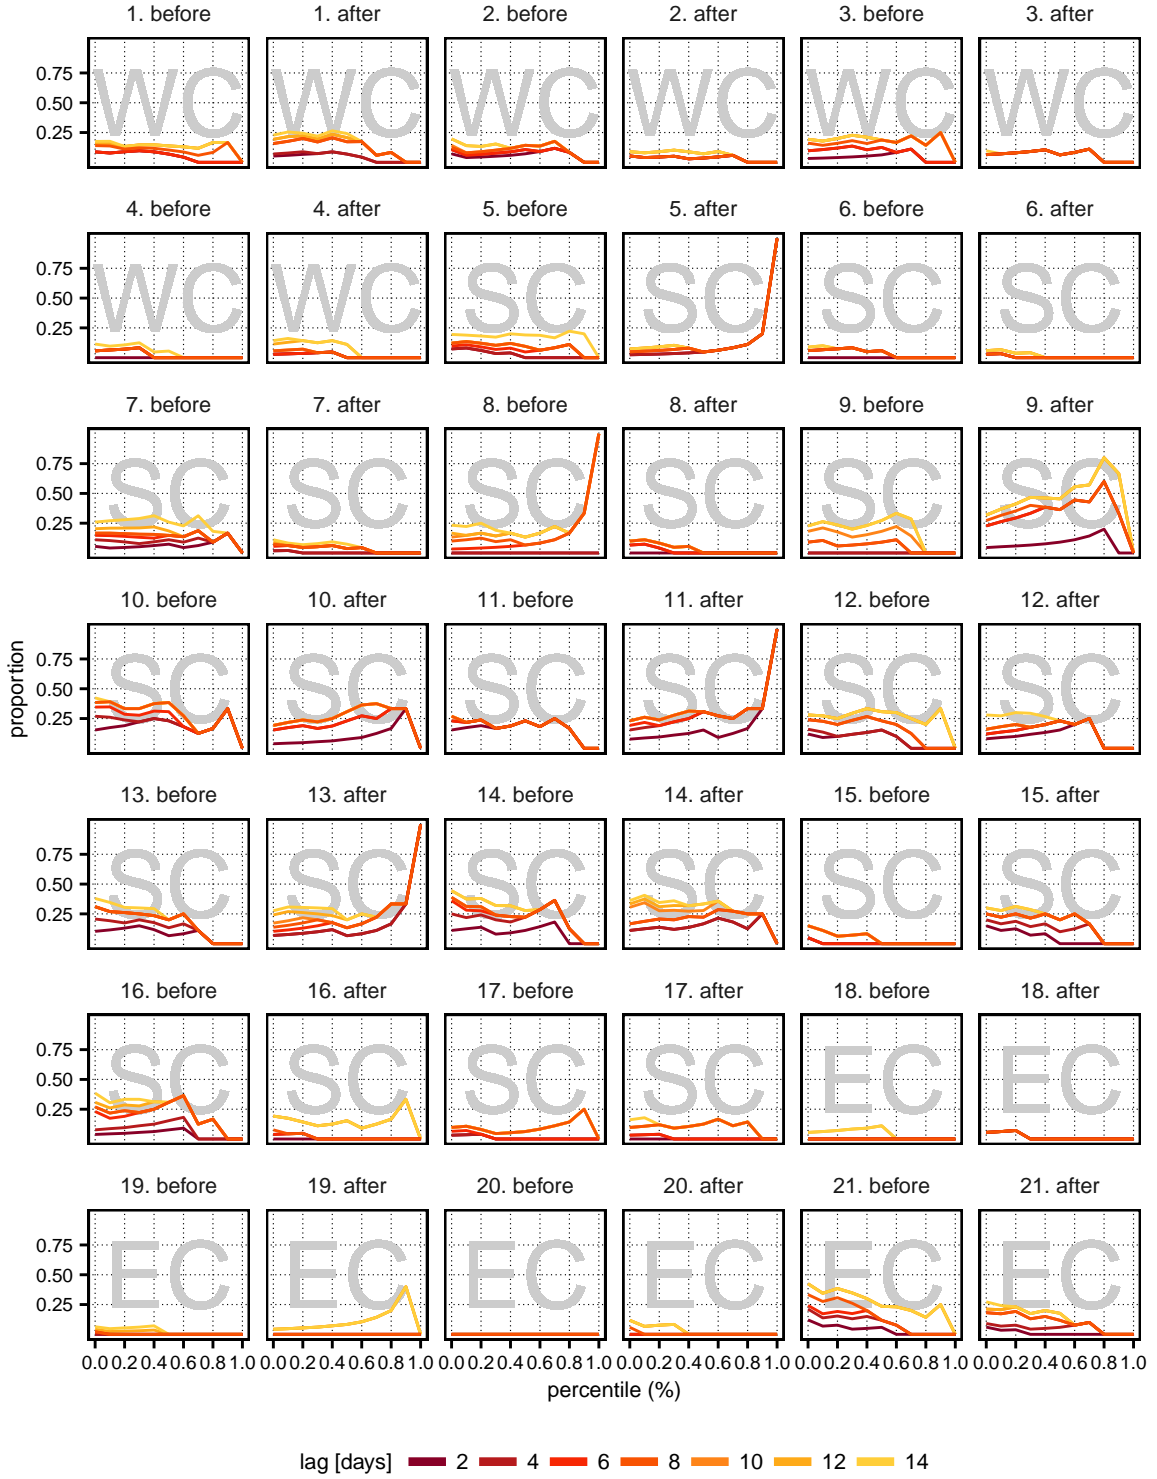 1. before 1. after 2. before 2. after 3. before 3. after
0.75 WC WC WC WC WC WC
0.50
0.25
4. before 4. after 5. before 5. after 6. before 6. after
0.75 WC WC SC SC SC SC
0.50
0.25
7. before 7. after 8. before 8. after 9. before 9. after
0.75 SC SC SC SC SC SC
0.50
0.25
10. before 10. after 11. before 11. after 12. before 12. after
0.75 SC SC SC SC SC SC
0.50
0.25
proportion
13. before 13. after 14. before 14. after 15. before 15. after
0.75 SC SC SC SC SC SC
0.50
0.25
16. before 16. after 17. before 17. after 18. before 18. after
0.75 SC SC SC SC EC EC
0.50
0.25
19. before 19. after 20. before 20. after 21. before 21. after
0.75 EC EC EC EC EC EC
0.50
0.25
0.0 0.2 0.4 0.6 0.8 1.0 0.0 0.2 0.4 0.6 0.8 1.0 0.0 0.2 0.4 0.6 0.8 1.0 0.0 0.2 0.4 0.6 0.8 1.0 0.0 0.2 0.4 0.6 0.8 1.0 0.0 0.2 0.4 0.6 0.8 1.0
percentile (%)
lag [days] 2 4 6 8 10 12 14